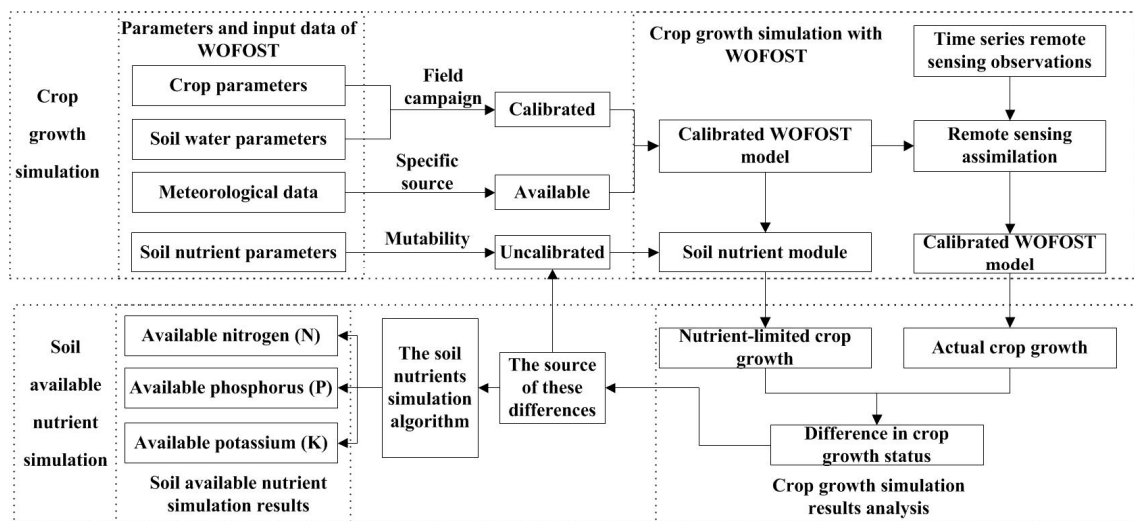 Parameters and input data of
WOFOST
Crop growth simulation with
WOFOST
Time series remote
sensing observations
Crop
growth
simulation
Crop parameters
Soil water parameters
Meteorological data
Soil nutrient parameters
Field
campaign
Specific
source
Mutability
Calibrated
Available
Uncalibrated
Calibrated WOFOST
model
Soil nutrient module
Remote sensing
assimilation
Calibrated WOFOST
model
Soil
available
nutrient
simulation
Available nitrogen (N)
Available phosphorus (P)
Available potassium (K)
Soil available nutrient
simulation results
The soil
nutrients
simulation
algorithm
The source
of these
differences
Nutrient-limited crop
growth
Actual crop growth
Difference in crop
growth status
Crop growth simulation
results analysis